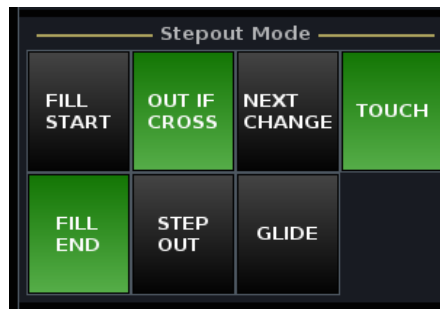 Stepout Mode
FILL
START
OUT IF
CROSS
NEXT
CHANGE
TOUCH
FILL
END
STEP
OUT
GLIDE